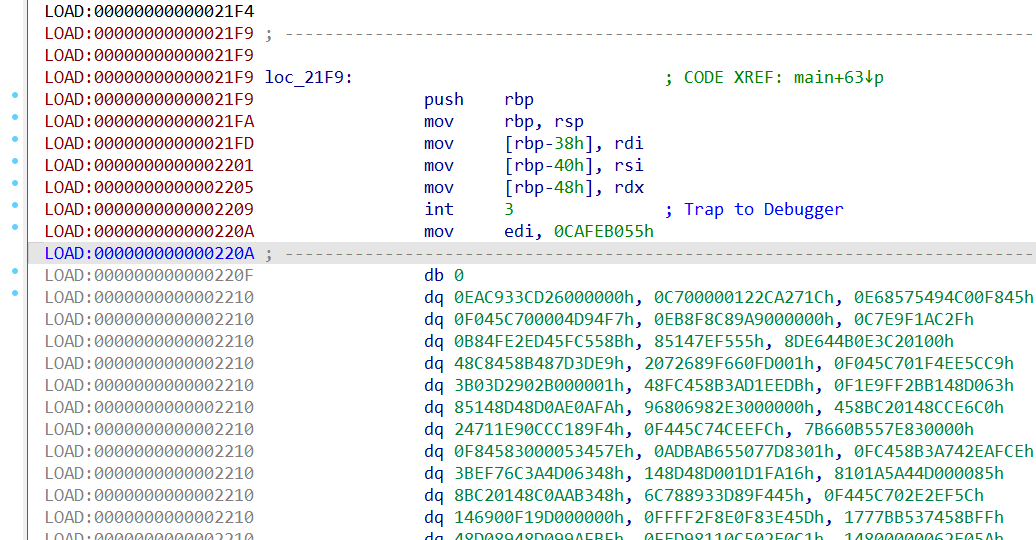 LOAD:00000000000021F4
LOAD:00000000000021F9 ; ---------------------------------------------------------------------------
LOAD:00000000000021F9
LOAD:00000000000021F9 loc_21F9: ; CODE XREF: main+63↓p
LOAD:00000000000021F9 push rbp
LOAD:00000000000021FA mov rbp, rsp
LOAD:00000000000021FD mov [rbp-38h], rdi
LOAD:0000000000002201 mov [rbp-40h], rsi
LOAD:0000000000002205 mov [rbp-48h], rdx
LOAD:0000000000002209 int 3 ; Trap to Debugger
LOAD:000000000000220A mov edi, 0CAFEB055h
LOAD:000000000000220A ; ---------------------------------------------------------------------------
LOAD:000000000000220F db 0
LOAD:0000000000002210 dq 0EAC933CD26000000h, 0C700000122CA271Ch, 0E68575494C00F845h
LOAD:0000000000002210 dq 0F045C700004D94F7h, 0EB8F8C89A9000000h, 0C7E9F1AC2Fh
LOAD:0000000000002210 dq 0B84FE2ED45FC558Bh, 85147EF555h, 8DE644B0E3C20100h
LOAD:0000000000002210 dq 48C8458B487D3DE9h, 2072689F660FD001h, 0F045C701F4EE5CC9h
LOAD:0000000000002210 dq 3B03D2902B000001h, 48FC458B3AD1EEDBh, 0F1E9FF2BB148D063h
LOAD:0000000000002210 dq 85148D48D0AE0AFAh, 96806982E3000000h, 458BC20148CCE6C0h
LOAD:0000000000002210 dq 24711E90CCC189F4h, 0F445C74CEEFCh, 7B660B557E830000h
LOAD:0000000000002210 dq 0F84583000053457Eh, 0ADBAB655077D8301h, 0FC458B3A742EAFCEh
LOAD:0000000000002210 dq 3BEF76C3A4D06348h, 148D48D001D1FA16h, 8101A5A44D000085h
LOAD:0000000000002210 dq 8BC20148C0AAB348h, 6C788933D89F445h, 0F445C702E2EF5Ch
LOAD:0000000000002210 dq 146900F19D000000h, 0FFFF2F8E0F83E45Dh, 1777BB537458BFFh